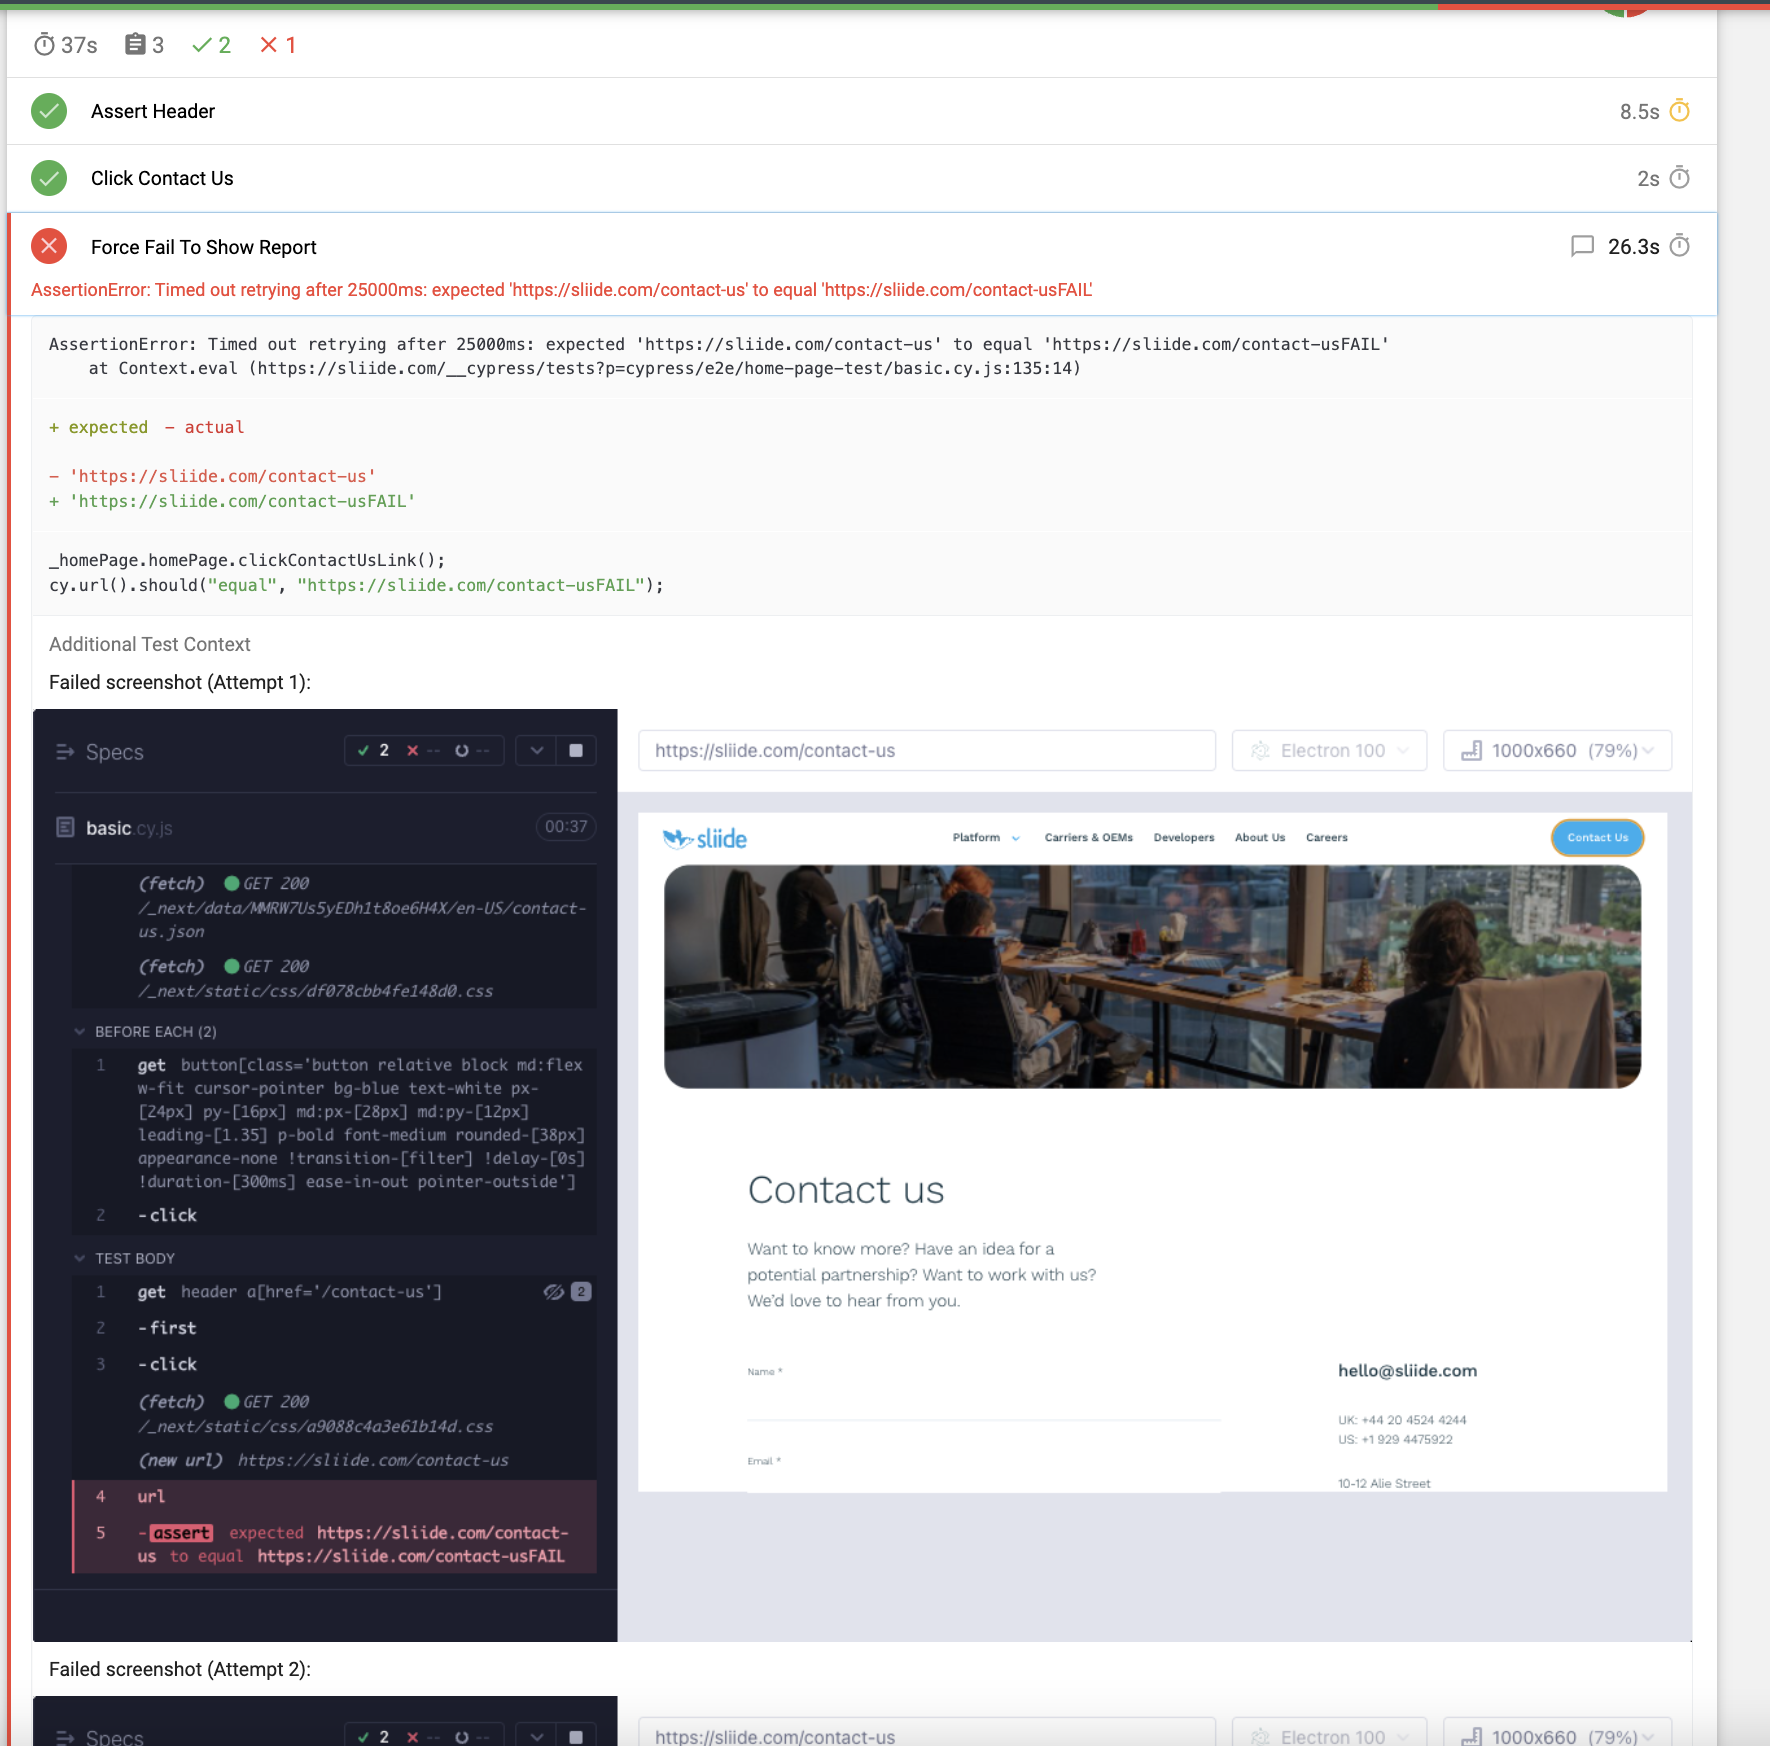 37s 3 2 1
Assert Header 8.5s
Click Contact Us 2s
Force Fail To Show Report 26.3s
AssertionError: Timed out retrying after 25000ms: expected 'https://sliide.com/contact-us' to equal 'https://sliide.com/contact-usFAIL'
AssertionError: Timed out retrying after 25000ms: expected 'https://sliide.com/contact-us' to equal 'https://sliide.com/contact-usFAIL'
at Context.eval (https://sliide.com/__cypress/tests?p=cypress/e2e/home-page-test/basic.cy.js:135:14)
+ expected - actual
- 'https://sliide.com/contact-us'
+ 'https://sliide.com/contact-usFAIL'
_homePage.homePage.clickContactUsLink();
cy.url().should("equal", "https://sliide.com/contact-usFAIL");
Additional Test Context
Failed screenshot (Attempt 1):
Specs 2 -- --
basic.cy.js 00:37
(fetch) GET 200
/_next/data/MMRW7Us5yEDh1t8oe6H4X/en-US/contact-
us.json
(fetch) GET 200
/_next/static/css/df078cbb4fe148d0.css
BEFORE EACH (2)
1 get button[class='button relative block md:flex
w-fit cursor-pointer bg-blue text-white px-
[24px] py-[16px] md:px-[28px] md:py-[12px]
leading-[1.35] p-bold font-medium rounded-[38px]
appearance-none !transition-[filter] !delay-[0s]
!duration-[300ms] ease-in-out pointer-outside']
2 -click
TEST BODY
1 get header a[href='/contact-us'] 2
2 -first
3 -click
(fetch) GET 200
/_next/static/css/a9088c4a3e61b14d.css
(new url) https://sliide.com/contact-us
4 url
5 -assert expected https://sliide.com/contact-
us to equal https://sliide.com/contact-usFAIL
https://sliide.com/contact-us Electron 100 1000x660 (79%)
sliide Platform Carriers & OEMs Developers About Us Careers Contact Us
Contact us
Want to know more? Have an idea for a
potential partnership? Want to work with us?
We'd love to hear from you.
Name *
Email *
hello@sliide.com
UK: +44 20 4524 4244
US: +1 929 4475922
10-12 Alie Street
Failed screenshot (Attempt 2):
Specs 2 -- --
https://sliide.com/contact-us Electron 100 1000x660 (79%)